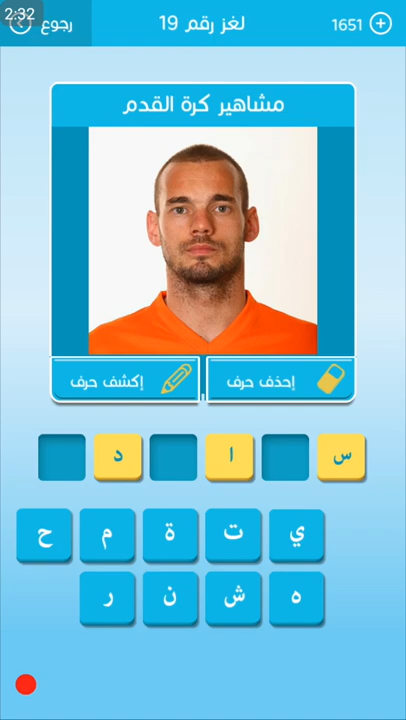 2:32
رجوع لغز رقم 19 1651
مشاهير كرة القدم
إحذف حرف إكشف حرف
س ا د
ي ت ة م ح
ه ش ن ر